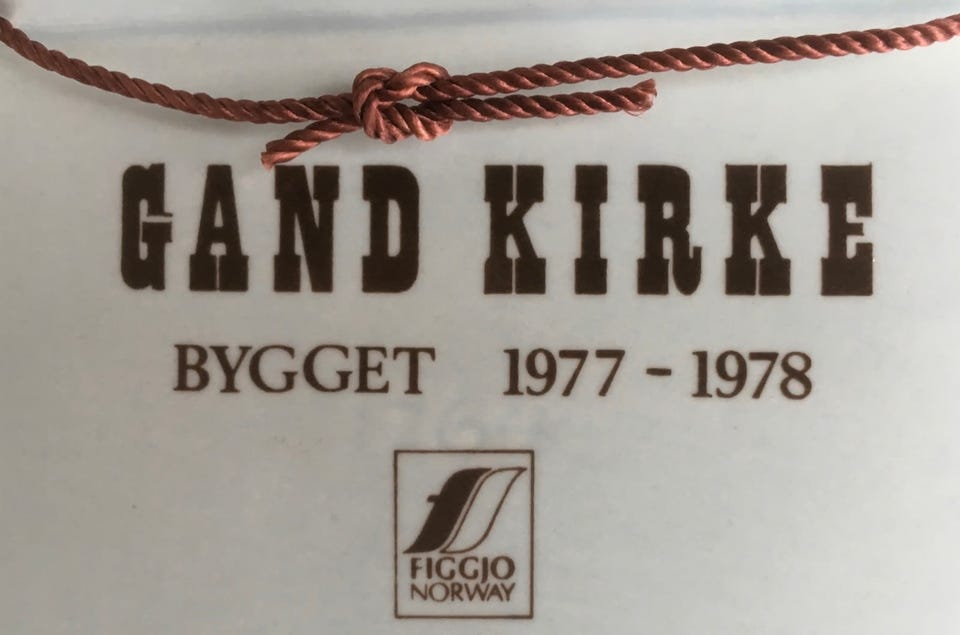 GAND KIRKE
BYGGET 1977 - 1978
FIGGJO
NORWAY